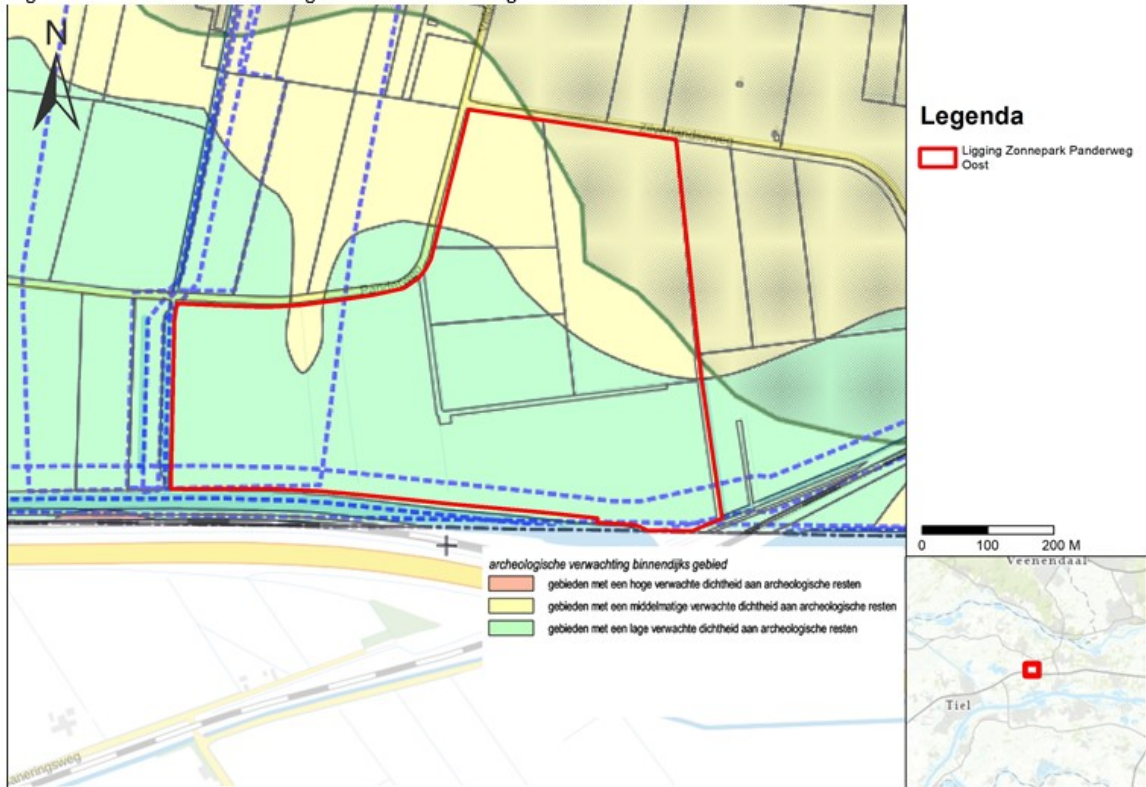 N
Zilverlandseweg
Legenda
Ligging Zonnepark Panderweg
Oost
Panderweg
0 100 200 M
archeologische verwachting binnendijks gebied
gebieden met een hoge verwachte dichtheid aan archeologische resten
gebieden met een middelmatige verwachte dichtheid aan archeologische resten
gebieden met een lage verwachte dichtheid aan archeologische resten
Veenendaal
Tiel
aneringsweg